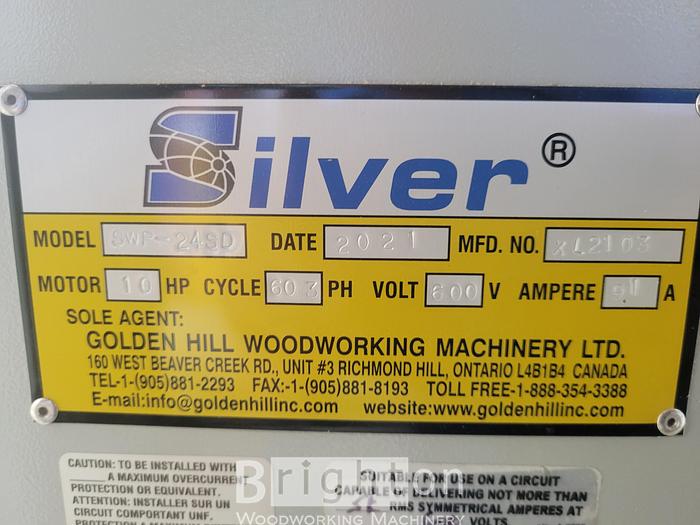 Silver®
MODEL SWP-24SD DATE 2021 MFD. NO. XL2103
MOTOR 10 HP CYCLE 60 3 PH VOLT 600 V AMPERE A
SOLE AGENT:
GOLDEN HILL WOODWORKING MACHINERY LTD.
160 WEST BEAVER CREEK RD., UNIT #3 RICHMOND HILL, ONTARIO L4B1B4 CANADA
TEL-1-(905)881-2293 FAX:-1-(905)881-8193 TOLL FREE-1-888-354-3388
E-mail:info@goldenhillinc.com website:www.goldenhillinc.com
CAUTION: TO BE INSTALLED WITH
A MAXIMUM OVERCURRENT
PROTECTION OR EQUIVALENT.
ATTENTION: INSTALLER SUR UN
CIRCUIT COMPORTANT UNF.
SUITABLE FOR USE ON A CIRCUIT
CAPABLE OF DELIVERING NOT MORE THAN
RMS SYMMETRICAL AMPERES AT
VOLTS
Brighton
WOODWORKING MACHINERY